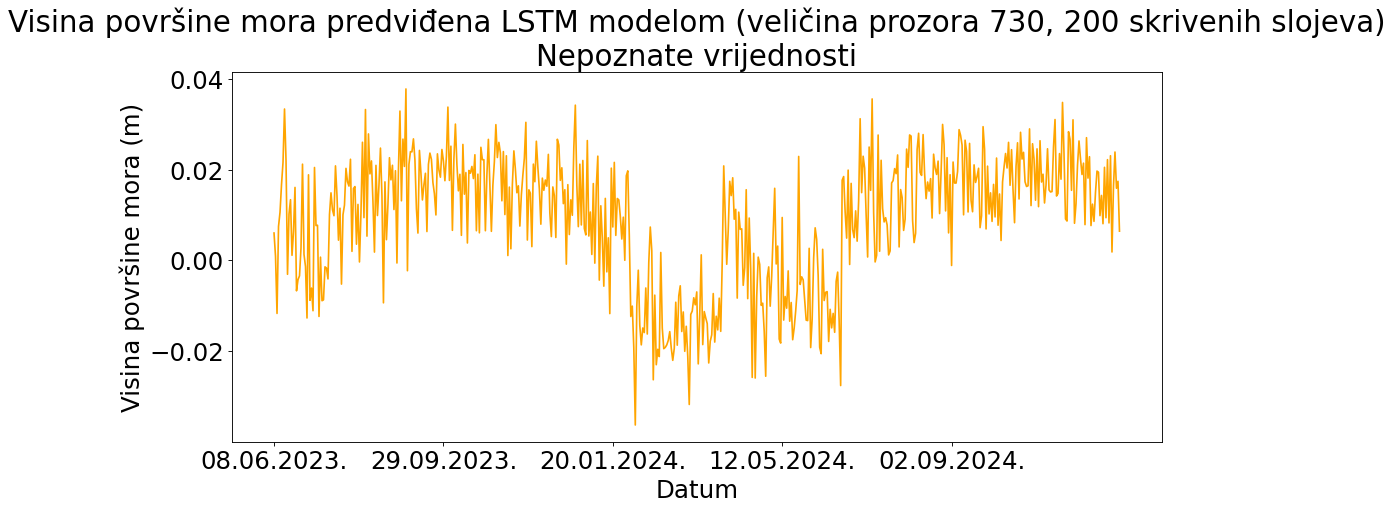 Visina površine mora predviđena LSTM modelom (veličina prozora 730, 200 skrivenih slojeva)
Nepoznate vrijednosti
Visina površine mora (m)
0.04
0.02
0.00
−0.02
08.06.2023.
29.09.2023.
20.01.2024.
12.05.2024.
02.09.2024.
Datum